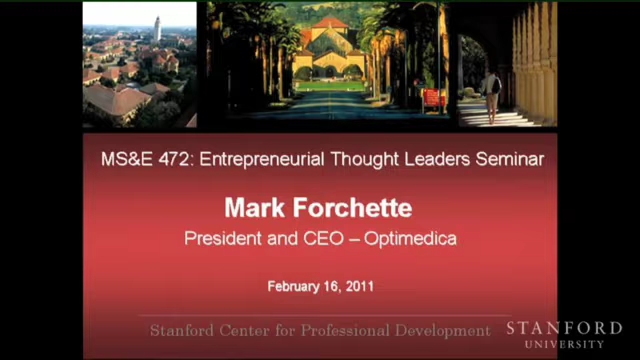 MS&E 472: Entrepreneurial Thought Leaders Seminar
Mark Forchette
President and CEO – Optimedica
February 16, 2011
Stanford Center for Professional Development
STANFORD
UNIVERSITY